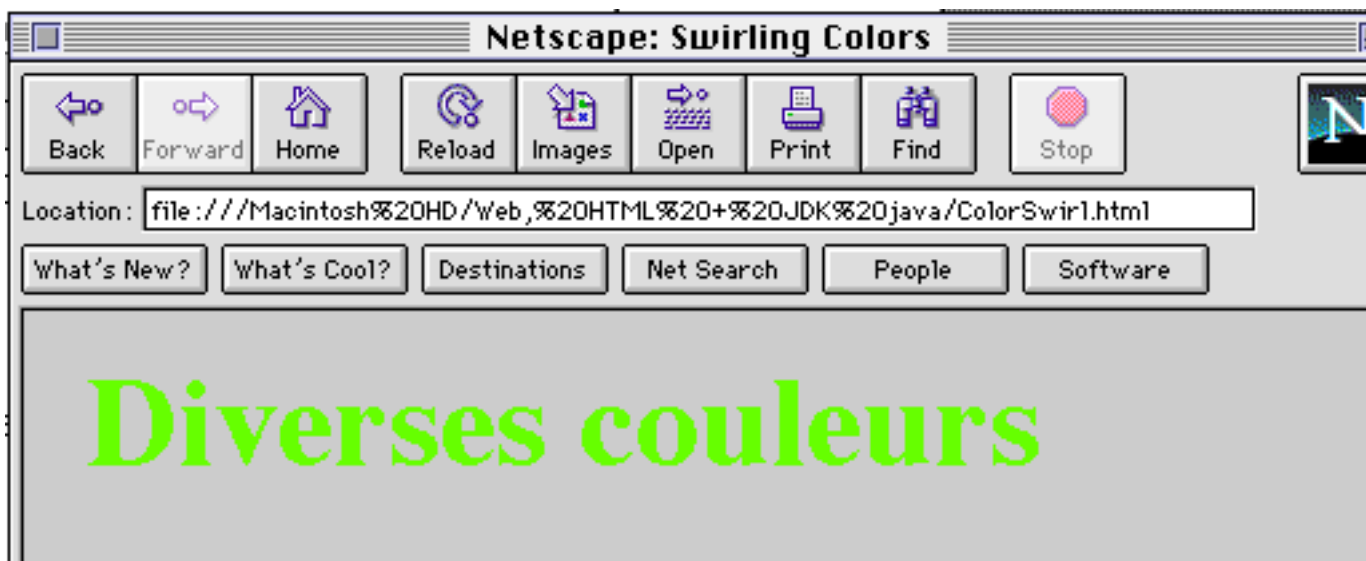 Netscape: Swirling Colors
Back Forward Home Reload Images Open Print Find Stop N
Location: file:///Macintosh%20HD/Web,%20HTML%20+%20JDK%20java/ColorSwirl.html
What's New? What's Cool? Destinations Net Search People Software
Diverses couleurs